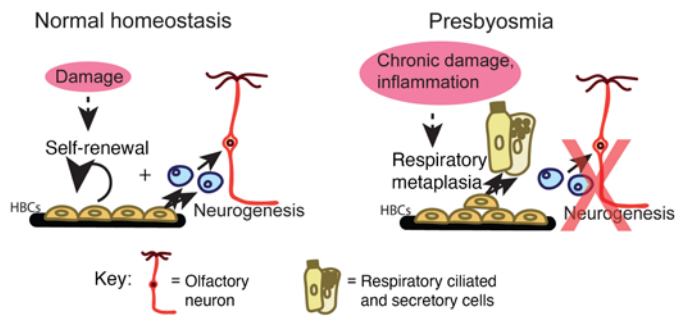 Normal homeostasis
Damage
Self-renewal
+
HBCs
Neurogenesis
Presbyosmia
Chronic damage,
inflammation
Respiratory
metaplasia
HBCs
Neurogenesis
Key:
= Olfactory
neuron
= Respiratory ciliated
and secretory cells